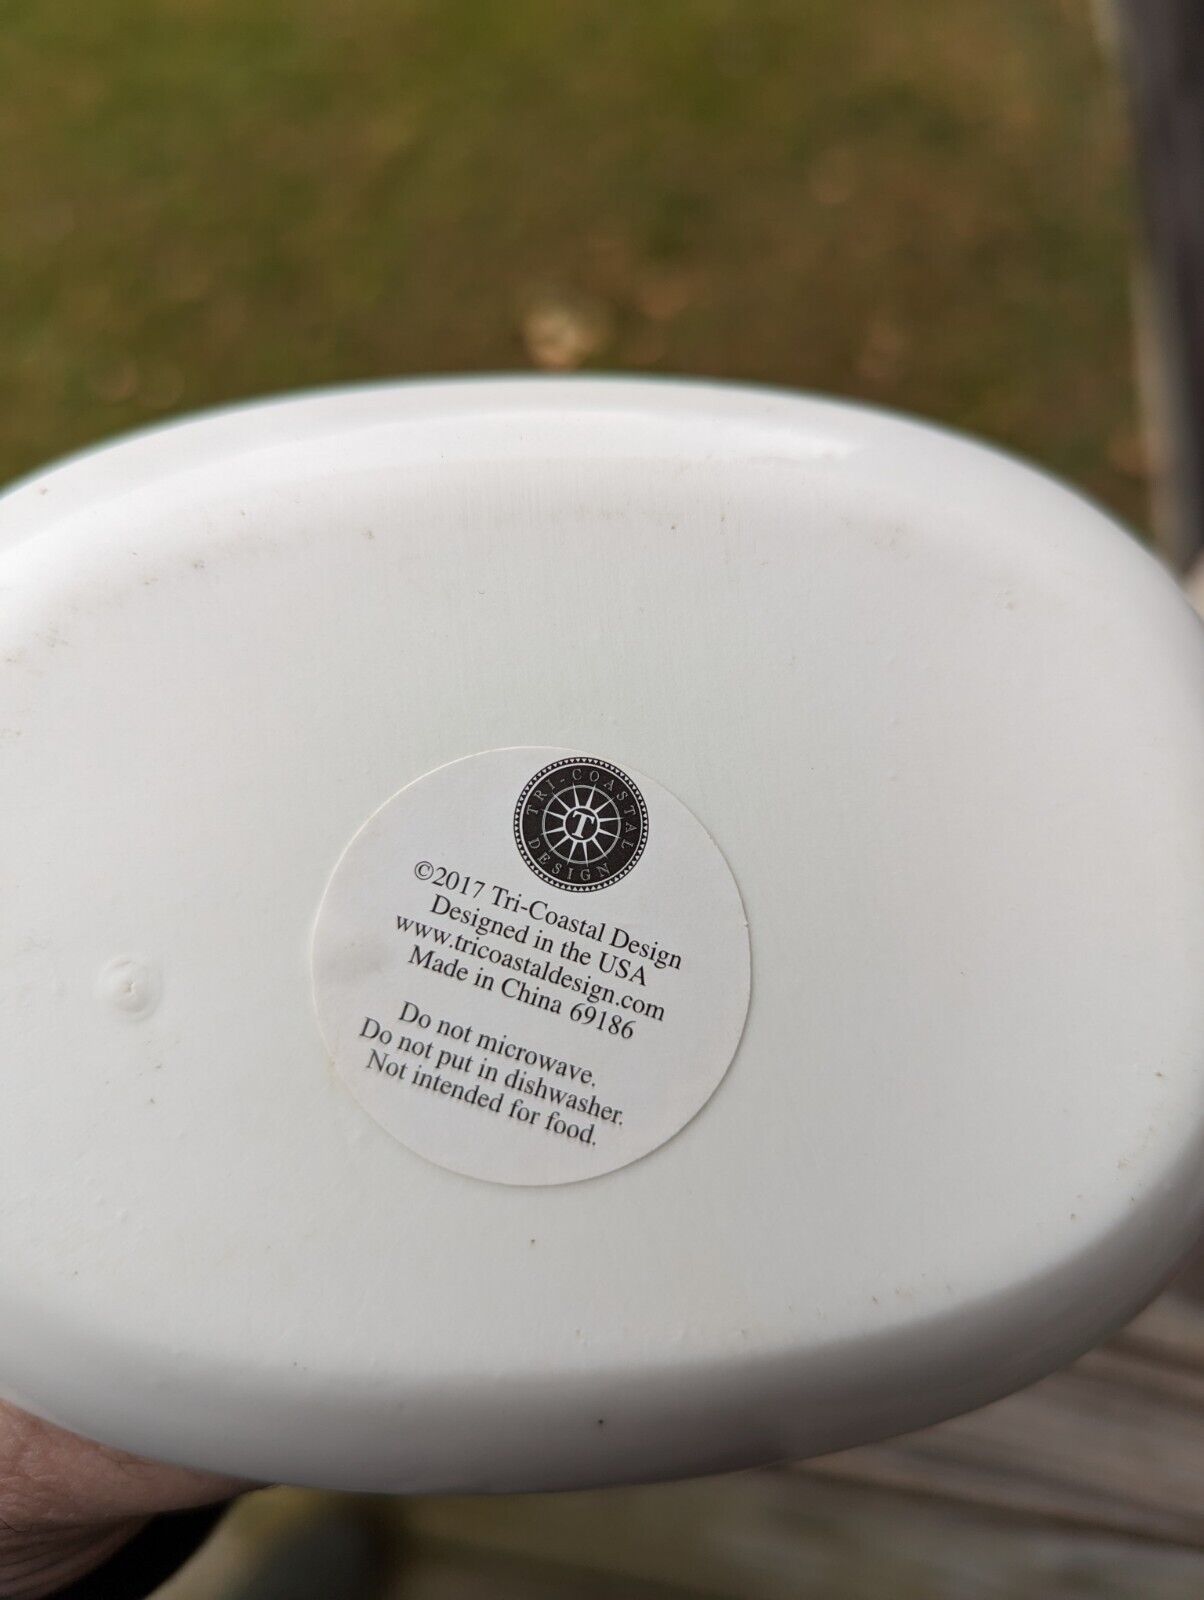 TRI-COASTAL
T
DESIGN
©2017 Tri-Coastal Design
Designed in the USA
www.tricoastaldesign.com
Made in China 69186
Do not microwave.
Do not put in dishwasher.
Not intended for food.